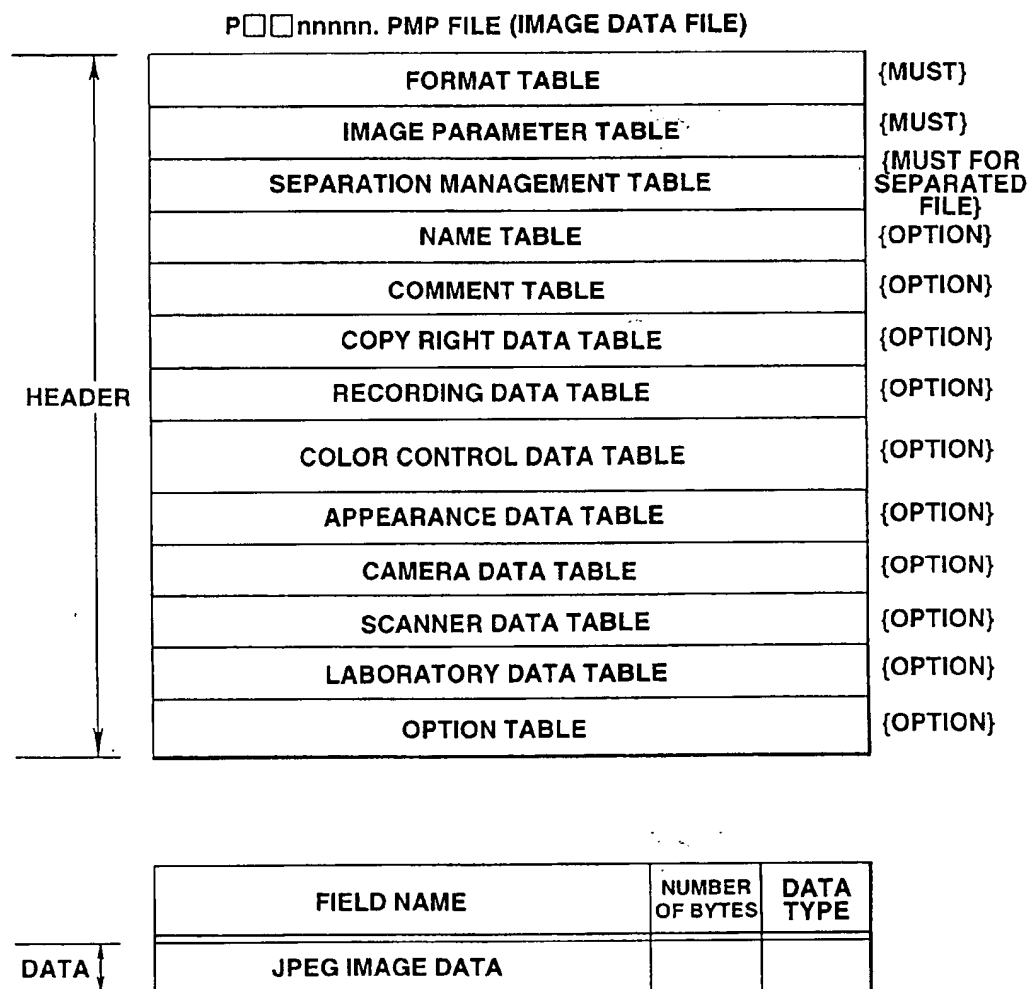 P□□nnnnn. PMP FILE (IMAGE DATA FILE)
FORMAT TABLE {MUST}
IMAGE PARAMETER TABLE {MUST}
SEPARATION MANAGEMENT TABLE {MUST FOR
SEPARATED
FILE}
NAME TABLE {OPTION}
COMMENT TABLE {OPTION}
COPY RIGHT DATA TABLE {OPTION}
HEADER RECORDING DATA TABLE {OPTION}
COLOR CONTROL DATA TABLE {OPTION}
APPEARANCE DATA TABLE {OPTION}
CAMERA DATA TABLE {OPTION}
SCANNER DATA TABLE {OPTION}
LABORATORY DATA TABLE {OPTION}
OPTION TABLE {OPTION}
FIELD NAME NUMBER OF BYTES DATA TYPE
DATA JPEG IMAGE DATA